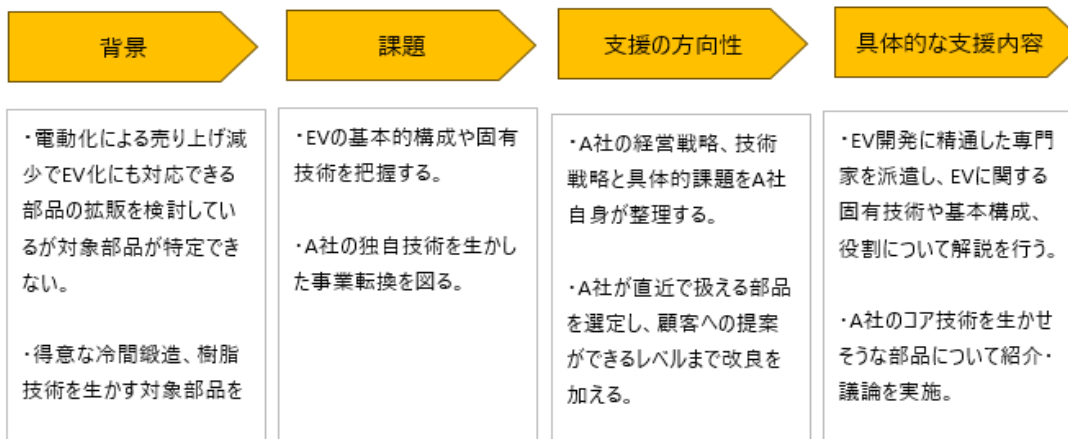 背景
課題
支援の方向性
具体的な支援内容
・電動化による売り上げ減
少でEV化にも対応できる
部品の拡販を検討してい
るが対象部品が特定でき
ない。
・得意な冷間鍛造、樹脂
技術を生かす対象部品を
・EVの基本的構成や固有
技術を把握する。
・A社の独自技術を生かし
た事業転換を図る。
・A社の経営戦略、技術
戦略と具体的課題をA社
自身が整理する。
・A社が直近で扱える部品
を選定し、顧客への提案
ができるレベルまで改良を
加える。
・EV開発に精通した専門
家を派遣し、EVに関する
固有技術や基本構成、
役割について解説を行う。
・A社のコア技術を生かせ
そうな部品について紹介・
議論を実施。